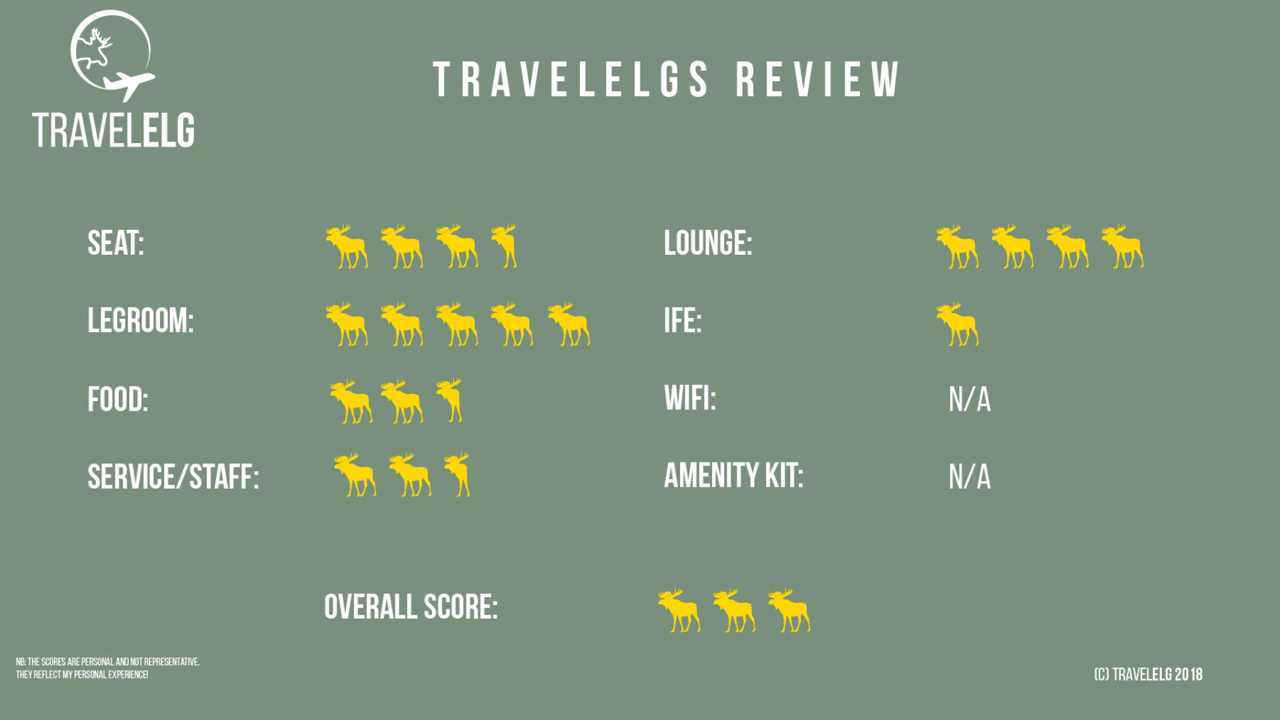 TRAVELELG
TRAVELELGS REVIEW
SEAT:
LEGROOM:
FOOD:
SERVICE/STAFF:
LOUNGE:
IFE:
WIFI: N/A
AMENITY KIT: N/A
OVERALL SCORE:
NB: THE SCORES ARE PERSONAL AND NOT REPRESENTATIVE.
THEY REFLECT MY PERSONAL EXPERIENCE!
(C) TRAVELELG 2018